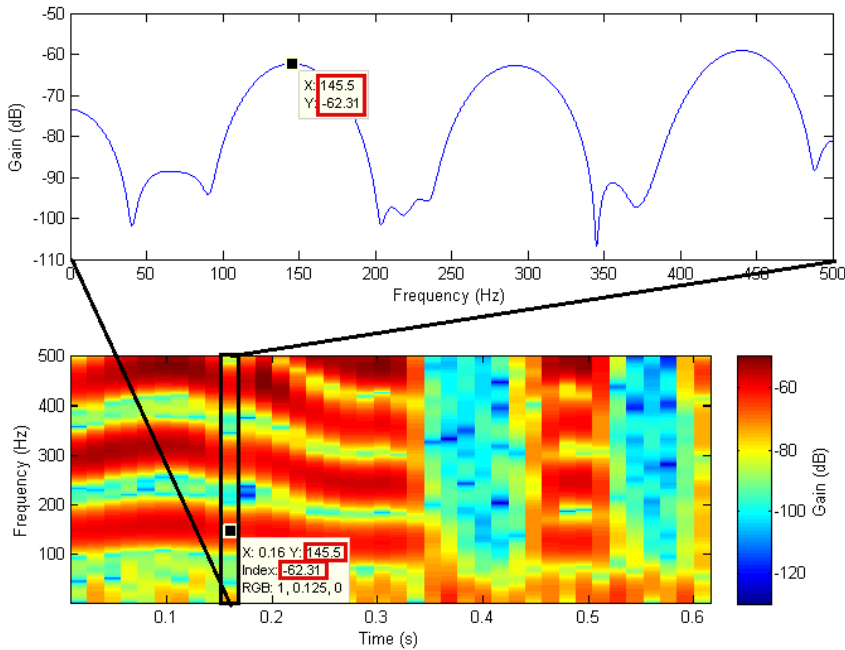 -50
-60
-70
-80
-90
-100
-110
Gain (dB)
X: 145.5
Y: -62.31
0 50 100 150 200 250 300 350 400 450 500
Frequency (Hz)
500
400
300
200
100
Frequency (Hz)
X: 0.16 Y: 145.5
Index: -62.31
RGB: 1, 0.125, 0
0.1 0.2 0.3 0.4 0.5 0.6
Time (s)
-60
-80
-100
-120
Gain (dB)